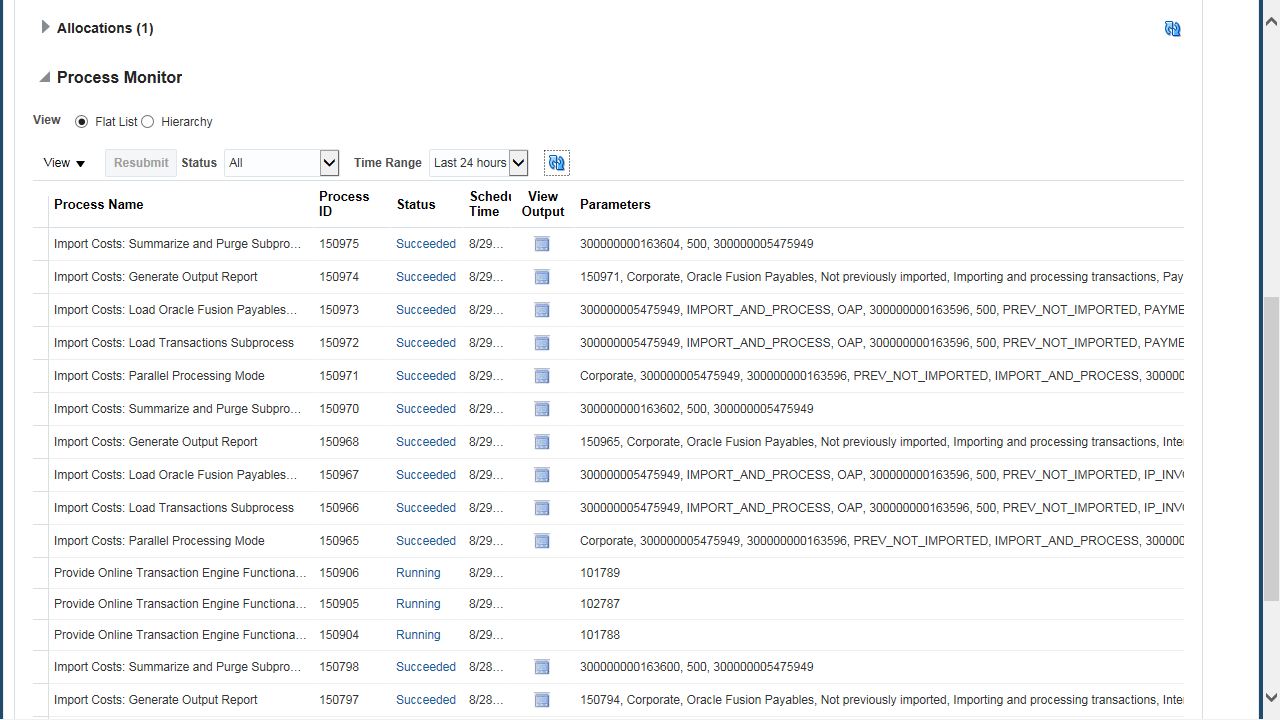 Allocations (1)
Process Monitor
View Flat List Hierarchy
View Resubmit Status All Time Range Last 24 hours
Process Name Process ID Status Schedu Time View Output Parameters
Import Costs: Summarize and Purge Subpro... 150975 Succeeded 8/29... 300000000163604, 500, 300000005475949
Import Costs: Generate Output Report 150974 Succeeded 8/29... 150971, Corporate, Oracle Fusion Payables, Not previously imported, Importing and processing transactions, Pay
Import Costs: Load Oracle Fusion Payables... 150973 Succeeded 8/29... 300000005475949, IMPORT_AND_PROCESS, OAP, 300000000163596, 500, PREV_NOT_IMPORTED, PAYME
Import Costs: Load Transactions Subprocess 150972 Succeeded 8/29... 300000005475949, IMPORT_AND_PROCESS, OAP, 300000000163596, 500, PREV_NOT_IMPORTED, PAYME
Import Costs: Parallel Processing Mode 150971 Succeeded 8/29... Corporate, 300000005475949, 300000000163596, PREV_NOT_IMPORTED, IMPORT_AND_PROCESS, 30000
Import Costs: Summarize and Purge Subpro... 150970 Succeeded 8/29... 300000000163602, 500, 300000005475949
Import Costs: Generate Output Report 150968 Succeeded 8/29... 150965, Corporate, Oracle Fusion Payables, Not previously imported, Importing and processing transactions, Inte
Import Costs: Load Oracle Fusion Payables... 150967 Succeeded 8/29... 300000005475949, IMPORT_AND_PROCESS, OAP, 300000000163596, 500, PREV_NOT_IMPORTED, IP_INV
Import Costs: Load Transactions Subprocess 150966 Succeeded 8/29... 300000005475949, IMPORT_AND_PROCESS, OAP, 300000000163596, 500, PREV_NOT_IMPORTED, IP_INV
Import Costs: Parallel Processing Mode 150965 Succeeded 8/29... Corporate, 300000005475949, 300000000163596, PREV_NOT_IMPORTED, IMPORT_AND_PROCESS, 30000
Provide Online Transaction Engine Functiona... 150906 Running 8/29... 101789
Provide Online Transaction Engine Functiona... 150905 Running 8/29... 102787
Provide Online Transaction Engine Functiona... 150904 Running 8/29... 101788
Import Costs: Summarize and Purge Subpro... 150798 Succeeded 8/28... 300000000163600, 500, 300000005475949
Import Costs: Generate Output Report 150797 Succeeded 8/28... 150794, Corporate, Oracle Fusion Payables, Not previously imported, Importing and processing transactions, Inte